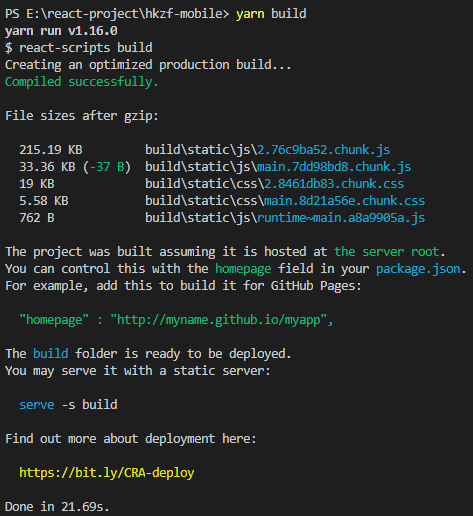 PS E:\react-project\hkzf-mobile> yarn build
yarn run v1.16.0
$ react-scripts build
Creating an optimized production build...
Compiled successfully.
File sizes after gzip:
215.19 KB build\static\js\2.76c9ba52.chunk.js
33.36 KB (-37 B) build\static\js\main.7dd98bd8.chunk.js
19 KB build\static\css\2.8461db83.chunk.css
5.58 KB build\static\css\main.8d21a56e.chunk.css
762 B build\static\js\runtime~main.a8a9905a.js
The project was built assuming it is hosted at the server root.
You can control this with the homepage field in your package.json.
For example, add this to build it for GitHub Pages:
"homepage" : "http://myname.github.io/myapp",
The build folder is ready to be deployed.
You may serve it with a static server:
serve -s build
Find out more about deployment here:
https://bit.ly/CRA-deploy
Done in 21.69s.